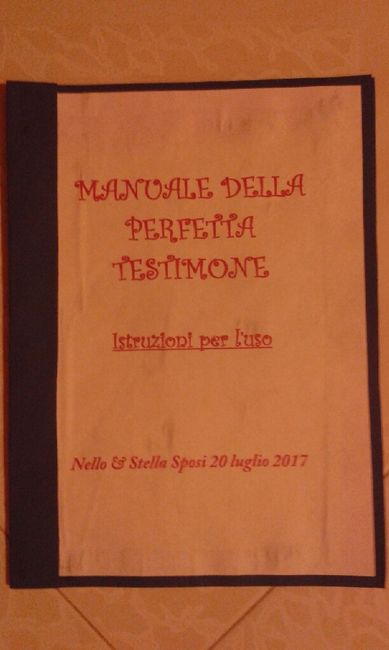 MANUALE DELLA
PERFETTA
TESTIMONE
Istruzioni per l'uso
Nello & Stella Sposi 20 luglio 2017